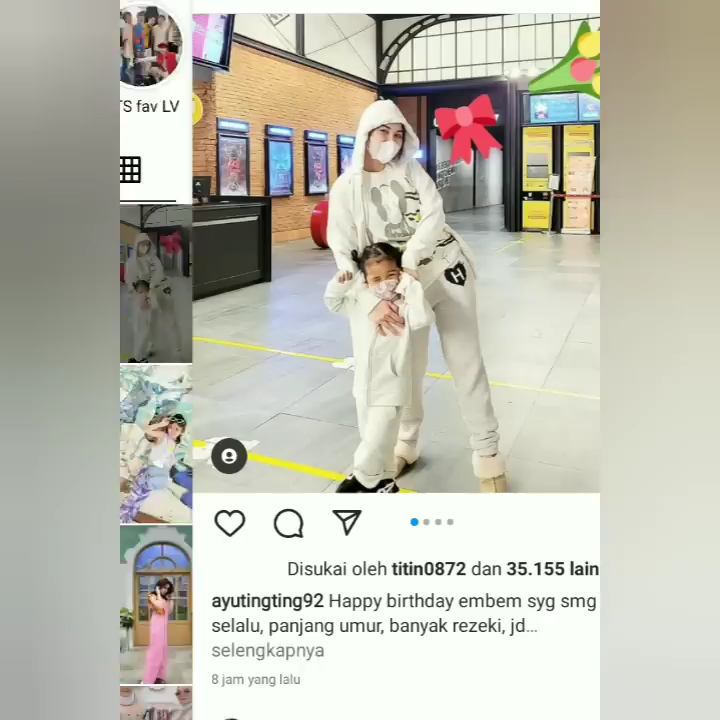 TS fav LV
H
Disukai oleh titin0872 dan 35.155 lain
ayutingting92 Happy birthday embem syg smg
selalu, panjang umur, banyak rezeki, jd...
selengkapnya
8 jam yang lalu